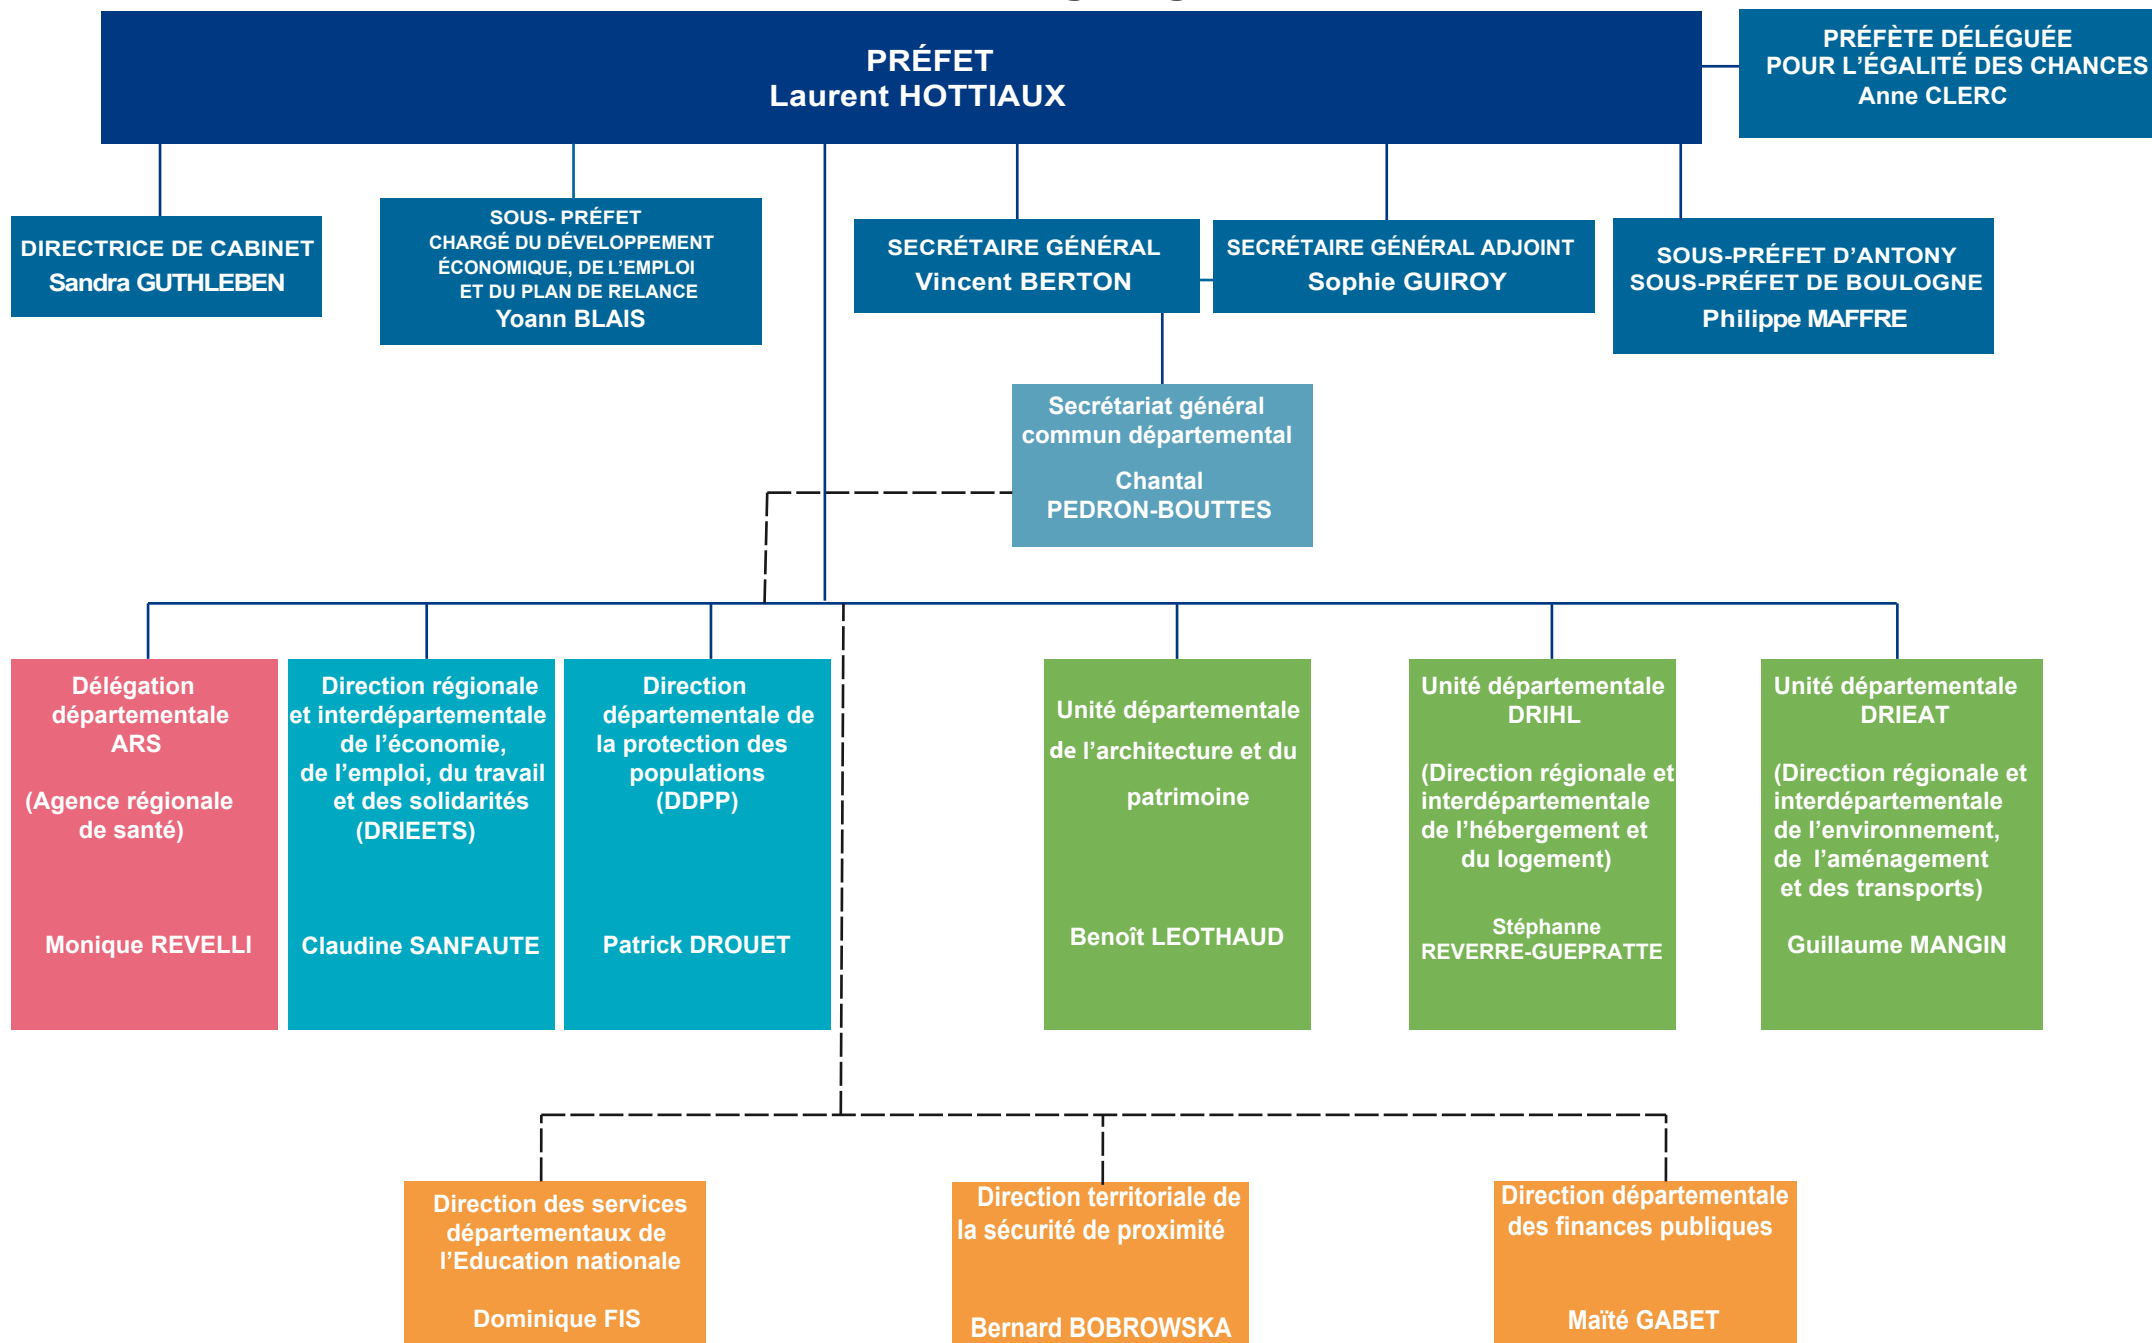 PRÉFET
Laurent HOTTIAUX
PRÉFÈTE DÉLÉGUÉE
POUR L'ÉGALITÉ DES CHANCES
Anne CLERC
DIRECTRICE DE CABINET
Sandra GUTHLEBEN
SOUS- PRÉFET
CHARGÉ DU DÉVELOPPEMENT
ÉCONOMIQUE, DE L'EMPLOI
ET DU PLAN DE RELANCE
Yoann BLAIS
SECRÉTAIRE GÉNÉRAL
Vincent BERTON
SECRÉTAIRE GÉNÉRAL ADJOINT
Sophie GUIROY
SOUS-PRÉFET D'ANTONY
SOUS-PRÉFET DE BOULOGNE
Philippe MAFFRE
Secrétariat général
commun départemental
Chantal
PEDRON-BOUTTES
Délégation
départementale
ARS
(Agence régionale
de santé)
Monique REVELLI
Direction régionale
et interdépartementale
de l'économie,
de l'emploi, du travail
et des solidarités
(DRIEETS)
Claudine SANFAUTE
Direction
départementale de
la protection des
populations
(DDPP)
Patrick DROUET
Unité départementale
de l'architecture et du
patrimoine
Benoît LEOTHAUD
Unité départementale
DRIHL
(Direction régionale et
interdépartementale
de l'hébergement et
du logement)
Stéphanne
REVERRE-GUEPRATTE
Unité départementale
DRIEAT
(Direction régionale et
interdépartementale
de l'environnement,
de l'aménagement
et des transports)
Guillaume MANGIN
Direction des services
départementaux de
l'Education nationale
Dominique FIS
Direction territoriale de
la sécurité de proximité
Bernard BOBROWSKA
Direction départementale
des finances publiques
Maïté GABET